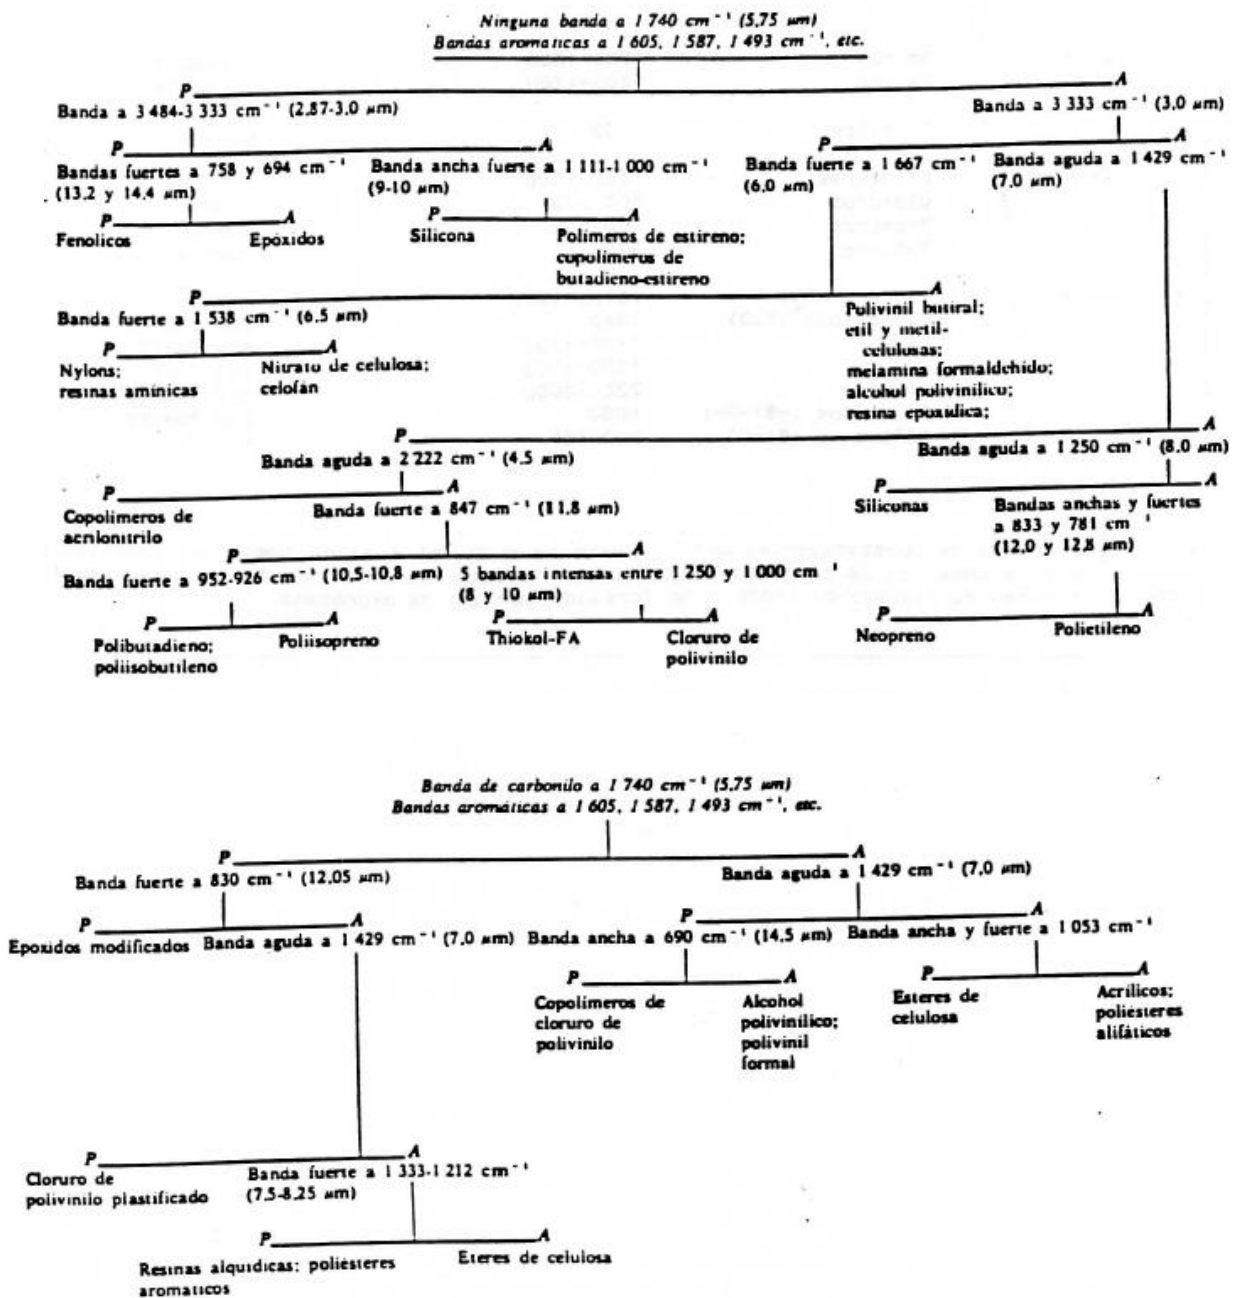 Ninguna banda a 1 740 cm⁻¹ (5,75 µm)
Bandas aromaticas a 1 605, 1 587, 1 493 cm⁻¹, etc.
P A
Banda a 3 484-3 333 cm⁻¹ (2,87-3,0 µm) Banda a 3 333 cm⁻¹ (3,0 µm)
P A P A
Bandas fuertes a 758 y 694 cm⁻¹ Banda ancha fuerte a 1 111-1 000 cm⁻¹ Banda fuerte a 1 667 cm⁻¹ Banda aguda a 1 429 cm⁻¹
(13,2 y 14,4 µm) (9-10 µm) (6,0 µm) (7,0 µm)
P A P A
Fenolicos Epóxidos Silicona Polimeros de estireno;
copolimeros de
butadieno-estireno
P A
Banda fuerte a 1 538 cm⁻¹ (6,5 µm) Polivinil butiral;
etil y metil-
celulosas;
melamina formaldehido;
alcohol polivinílico;
resina epoxidica;
P A
Nylons; Nitrato de celulosa;
resinas amínicas celofán
P A
Banda aguda a 2 222 cm⁻¹ (4,5 µm) Banda aguda a 1 250 cm⁻¹ (8,0 µm)
P A P A
Copolimeros de Banda fuerte a 847 cm⁻¹ (11,8 µm) Siliconas Bandas anchas y fuertes
acrilonitrilo a 833 y 781 cm⁻¹
(12,0 y 12,8 µm)
P A
Banda fuerte a 952-926 cm⁻¹ (10,5-10,8 µm) 5 bandas intensas entre 1 250 y 1 000 cm⁻¹
(8 y 10 µm)
P A P A P A
Polibutadieno; Poliisopreno Thiokol-FA Cloruro de Neopreno Polietileno
poliisobutileno polivinilo
Banda de carbonilo a 1 740 cm⁻¹ (5,75 µm)
Bandas aromáticas a 1 605, 1 587, 1 493 cm⁻¹, etc.
P A
Banda fuerte a 830 cm⁻¹ (12,05 µm) Banda aguda a 1 429 cm⁻¹ (7,0 µm)
P A P A
Epoxidos modificados Banda aguda a 1 429 cm⁻¹ (7,0 µm) Banda ancha a 690 cm⁻¹ (14,5 µm) Banda ancha y fuerte a 1 053 cm⁻¹
P A P A
Copolimeros de Alcohol Esteres de Acrílicos;
cloruro de polivinílico; celulosa poliésteres
polivinilo polivinil alifáticos
formal
P A
Cloruro de Banda fuerte a 1 333-1 212 cm⁻¹
polivinilo plastificado (7,5-8,25 µm)
P A
Resinas alquidicas; poliésteres Eteres de celulosa
aromaticos